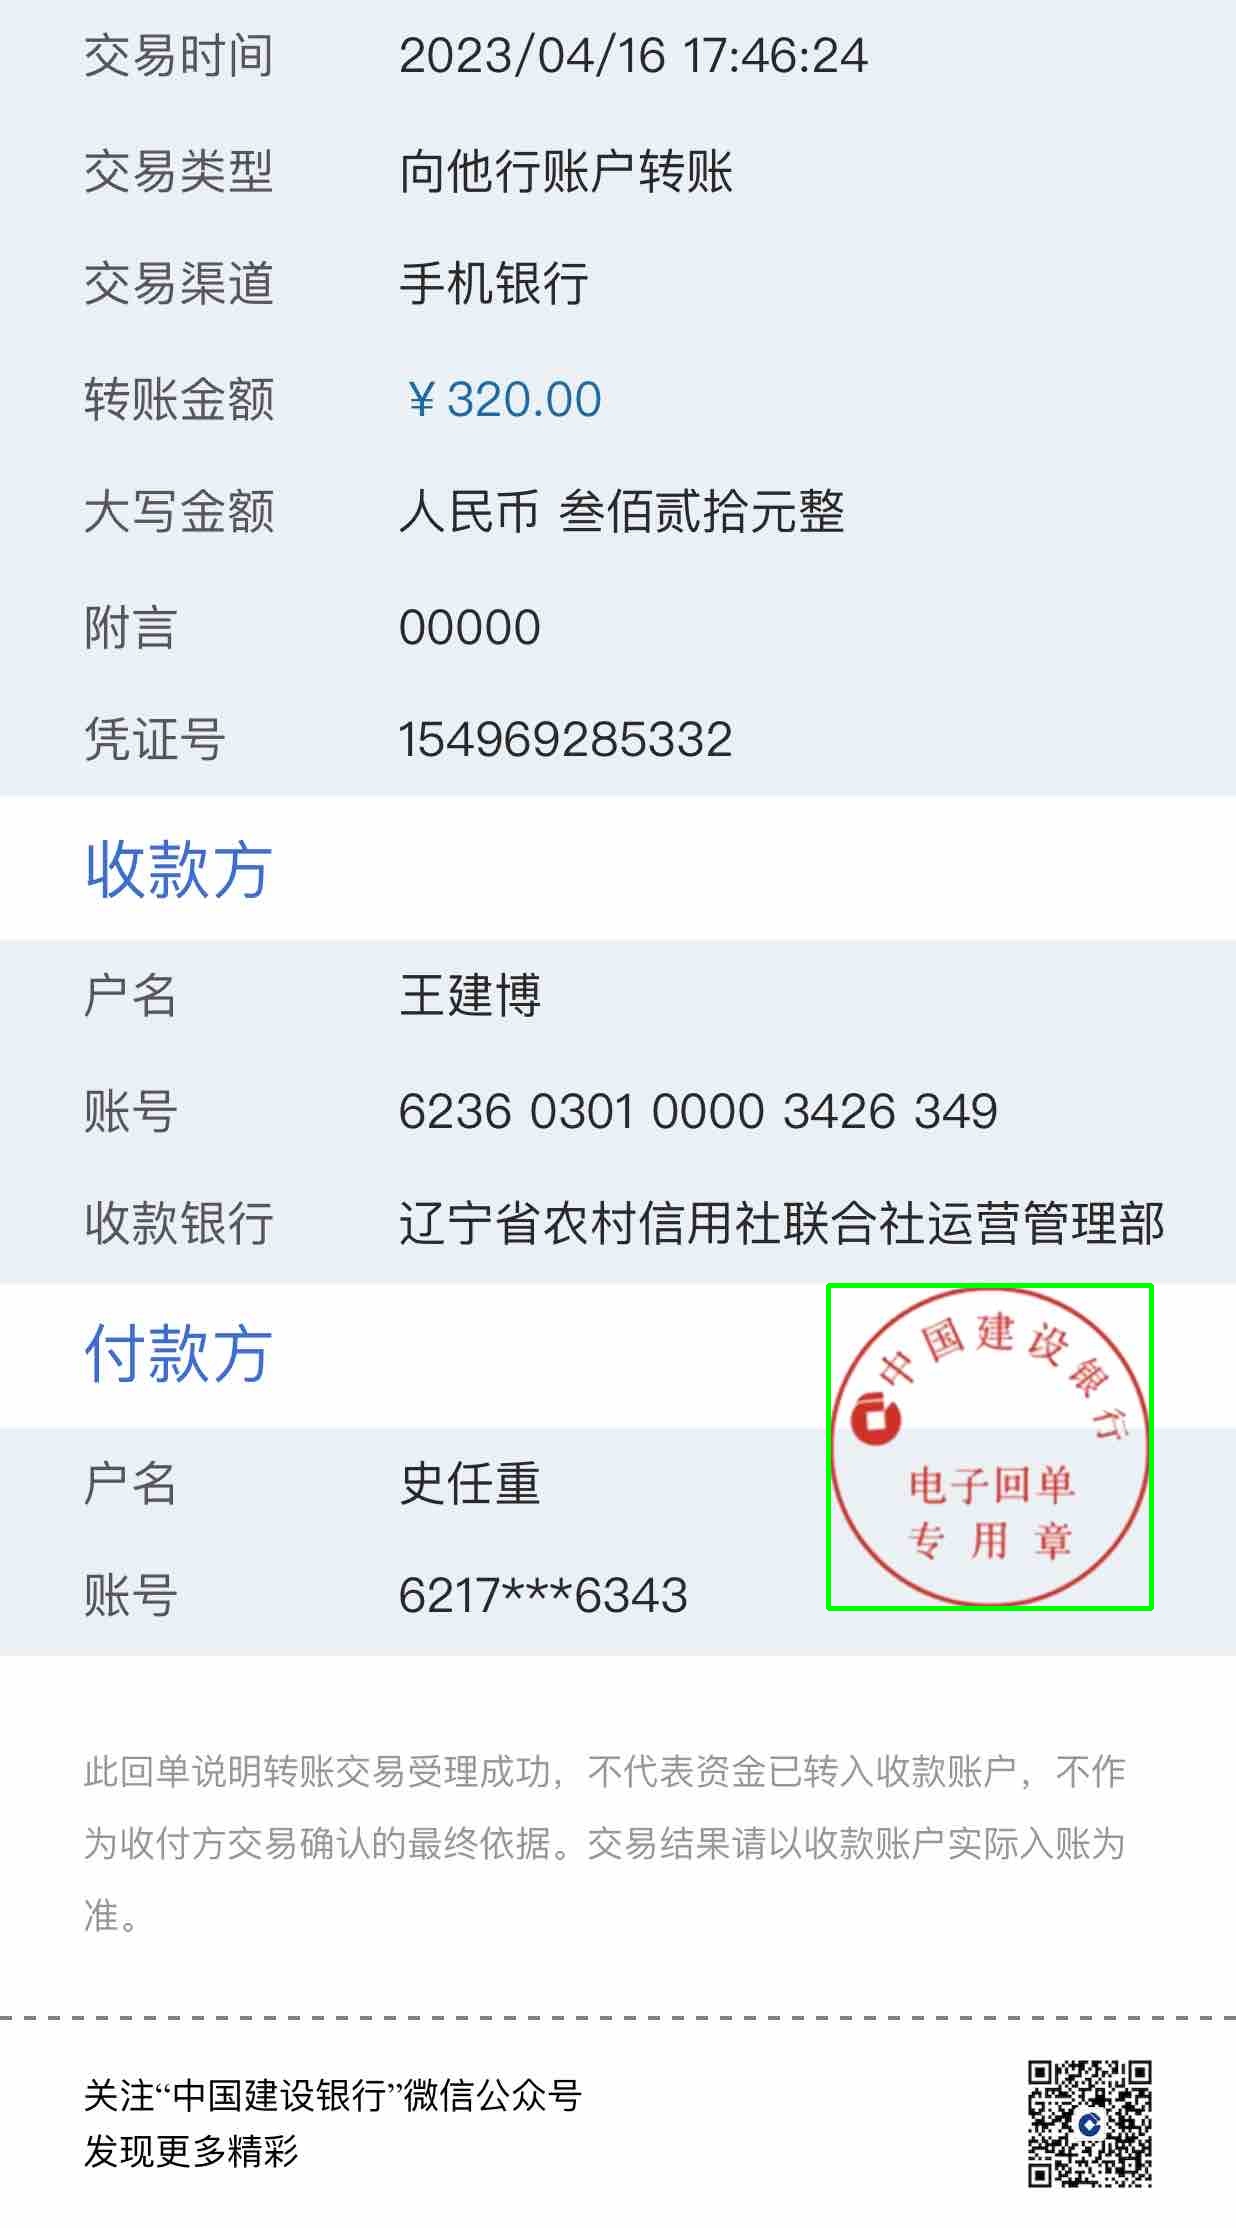 交易时间 2023/04/16 17:46:24
交易类型 向他行账户转账
交易渠道 手机银行
转账金额 ¥320.00
大写金额 人民币 叁佰贰拾元整
附言 00000
凭证号 154969285332
收款方
户名 王建博
账号 6236 0301 0000 3426 349
收款银行 辽宁省农村信用社联合社运营管理部
付款方
中国建设银行
电子回单
专用章
户名 史任重
账号 6217***6343
此回单说明转账交易受理成功，不代表资金已转入收款账户，不作
为收付方交易确认的最终依据。交易结果请以收款账户实际入账为
准。
关注“中国建设银行”微信公众号
发现更多精彩